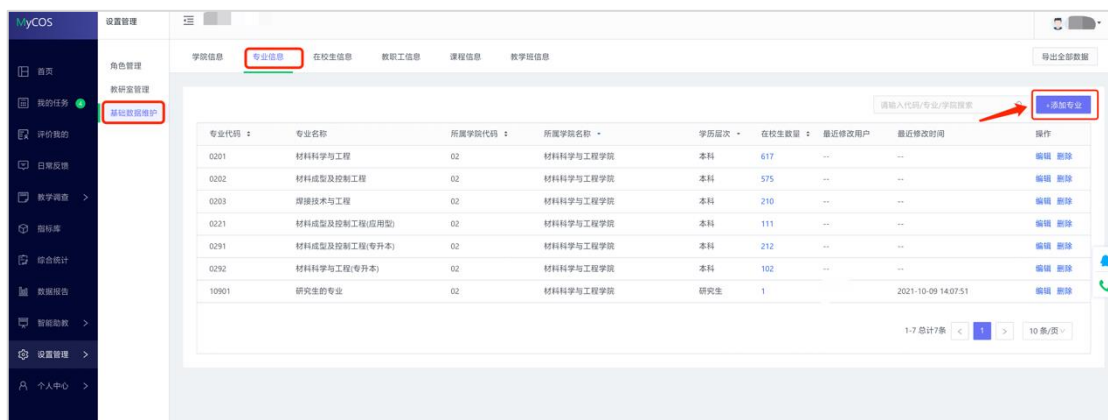 MyCOS
设置管理
首页
我的任务 4
评价我的
日常反馈
教学调查 >
指标库
综合统计
数据报告
智能助教 >
设置管理 >
个人中心 >
角色管理
教研室管理
基础数据维护
学院信息 专业信息 在校生信息 教职工信息 课程信息 教学班信息 导出全部数据
请输入代码/专业/学院搜索 +添加专业
专业代码 专业名称 所属学院代码 所属学院名称 学历层次 在校生数量 最近修改用户 最近修改时间 操作
0201 材料科学与工程 02 材料科学与工程学院 本科 617 -- -- 编辑 删除
0202 材料成型及控制工程 02 材料科学与工程学院 本科 575 -- -- 编辑 删除
0203 焊接技术与工程 02 材料科学与工程学院 本科 210 -- -- 编辑 删除
0221 材料成型及控制工程(应用型) 02 材料科学与工程学院 本科 111 -- -- 编辑 删除
0291 材料成型及控制工程(专升本) 02 材料科学与工程学院 本科 212 -- -- 编辑 删除
0292 材料科学与工程(专升本) 02 材料科学与工程学院 本科 102 -- -- 编辑 删除
10901 研究生的专业 02 材料科学与工程学院 研究生 1 2021-10-09 14:07:51 编辑 删除
1-7 总计7条 < 1 > 10 条/页